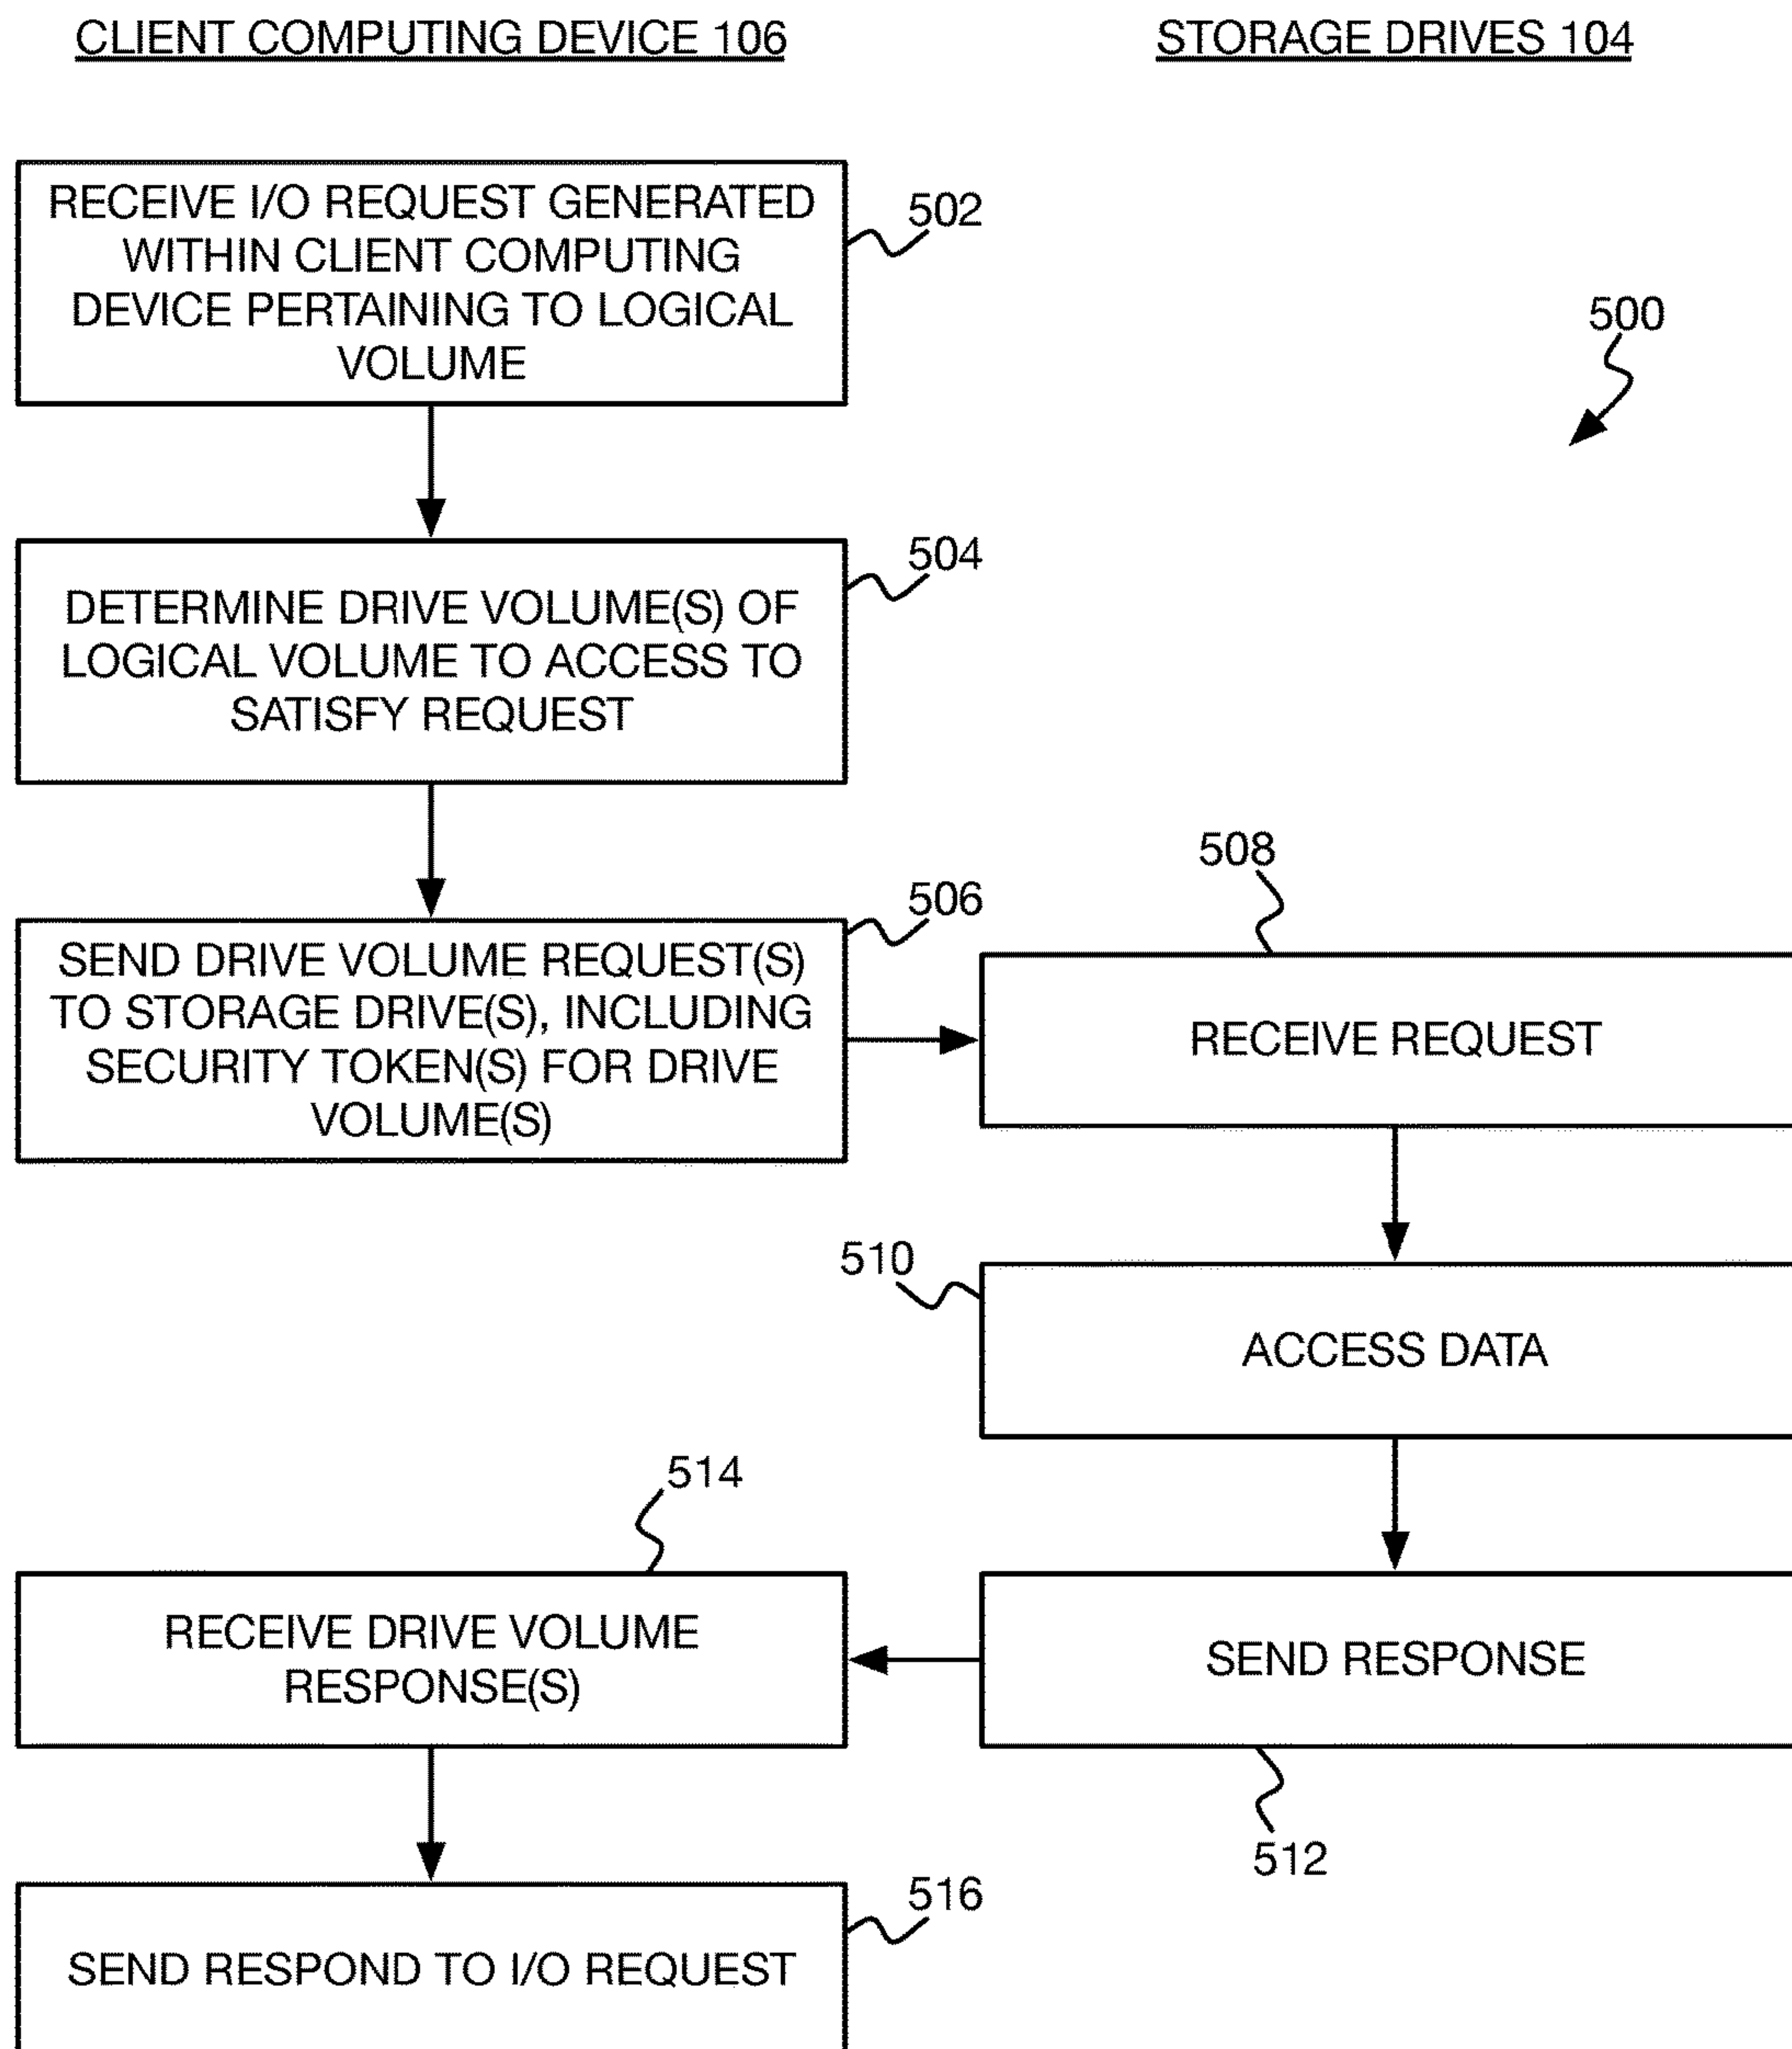 CLIENT COMPUTING DEVICE 106
STORAGE DRIVES 104
RECEIVE I/O REQUEST GENERATED
WITHIN CLIENT COMPUTING
DEVICE PERTAINING TO LOGICAL
VOLUME
502
500
DETERMINE DRIVE VOLUME(S) OF
LOGICAL VOLUME TO ACCESS TO
SATISFY REQUEST
504
SEND DRIVE VOLUME REQUEST(S)
TO STORAGE DRIVE(S), INCLUDING
SECURITY TOKEN(S) FOR DRIVE
VOLUME(S)
506
508
RECEIVE REQUEST
510
ACCESS DATA
514
RECEIVE DRIVE VOLUME
RESPONSE(S)
SEND RESPONSE
512
516
SEND RESPOND TO I/O REQUEST